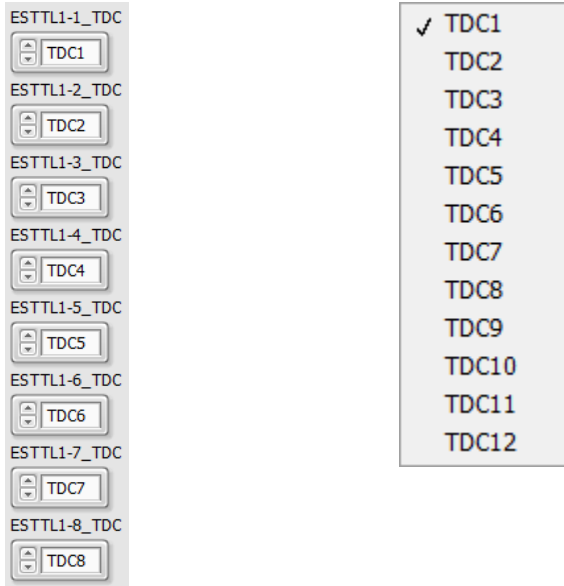 ESTTL1-1_TDC
TDC1
ESTTL1-2_TDC
TDC2
ESTTL1-3_TDC
TDC3
ESTTL1-4_TDC
TDC4
ESTTL1-5_TDC
TDC5
ESTTL1-6_TDC
TDC6
ESTTL1-7_TDC
TDC7
ESTTL1-8_TDC
TDC8
✓ TDC1
TDC2
TDC3
TDC4
TDC5
TDC6
TDC7
TDC8
TDC9
TDC10
TDC11
TDC12